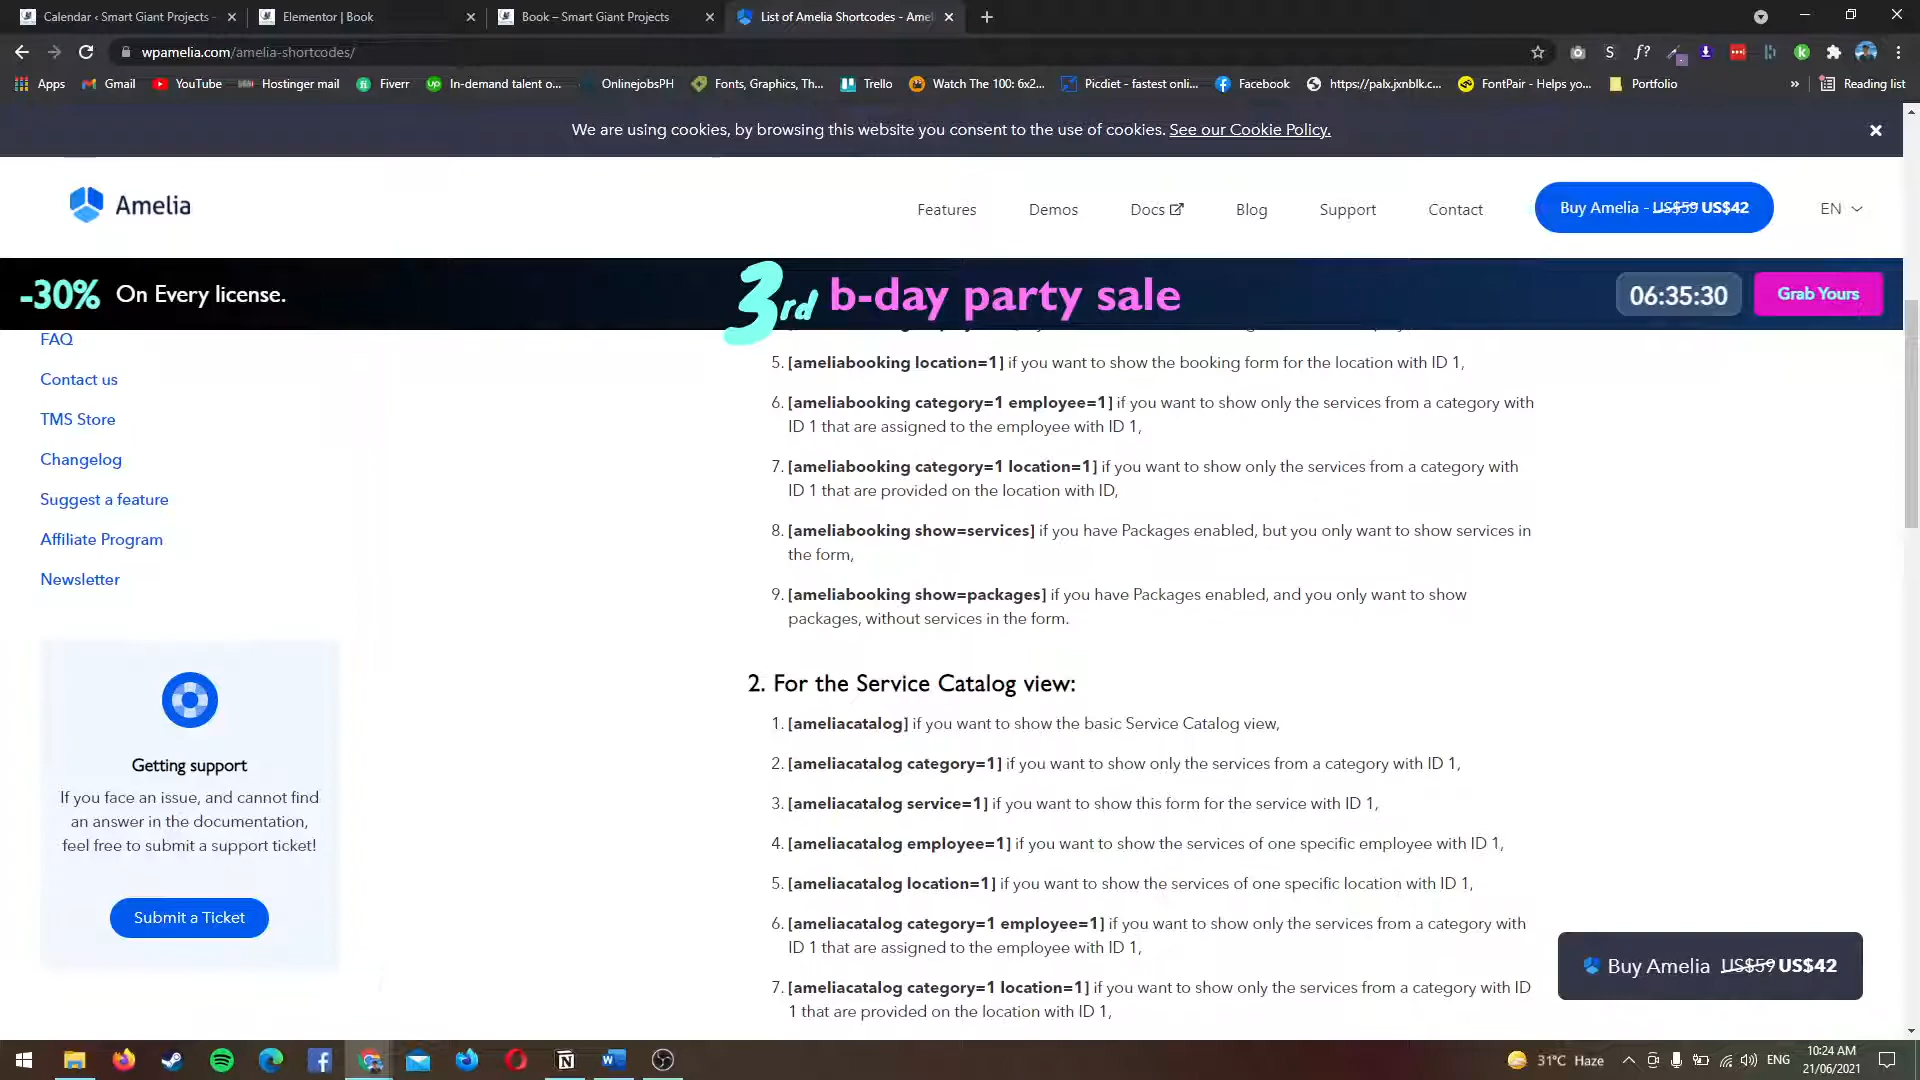 Calendar ‹ Smart Giant Projects -
Elementor | Book
Book – Smart Giant Projects
List of Amelia Shortcodes - Amel
wpamelia.com/amelia-shortcodes/
Apps
Gmail
YouTube
Hostinger mail
Fiverr
In-demand talent o...
OnlinejobsPH
Fonts, Graphics, Th...
Trello
Watch The 100: 6x2...
Picdiet - fastest onli...
Facebook
https://palx.jxnblk.c...
FontPair - Helps yo...
Portfolio
»
Reading list
We are using cookies, by browsing this website you consent to the use of cookies. See our Cookie Policy.
Amelia
Features
Demos
Docs
Blog
Support
Contact
Buy Amelia - US$59 US$42
EN
-30% On Every license.
3rd b-day party sale
06:35:30
Grab Yours
FAQ
Contact us
TMS Store
Changelog
Suggest a feature
Affiliate Program
Newsletter
Getting support
If you face an issue, and cannot find
an answer in the documentation,
feel free to submit a support ticket!
Submit a Ticket
5. [ameliabooking location=1] if you want to show the booking form for the location with ID 1,
6. [ameliabooking category=1 employee=1] if you want to show only the services from a category with
ID 1 that are assigned to the employee with ID 1,
7. [ameliabooking category=1 location=1] if you want to show only the services from a category with
ID 1 that are provided on the location with ID,
8. [ameliabooking show=services] if you have Packages enabled, but you only want to show services in
the form,
9. [ameliabooking show=packages] if you have Packages enabled, and you only want to show
packages, without services in the form.
2. For the Service Catalog view:
1. [ameliacatalog] if you want to show the basic Service Catalog view,
2. [ameliacatalog category=1] if you want to show only the services from a category with ID 1,
3. [ameliacatalog service=1] if you want to show this form for the service with ID 1,
4. [ameliacatalog employee=1] if you want to show the services of one specific employee with ID 1,
5. [ameliacatalog location=1] if you want to show the services of one specific location with ID 1,
6. [ameliacatalog category=1 employee=1] if you want to show only the services from a category with
ID 1 that are assigned to the employee with ID 1,
7. [ameliacatalog category=1 location=1] if you want to show only the services from a category with ID
1 that are provided on the location with ID 1,
Buy Amelia US$59 US$42
31°C Haze
ENG
10:24 AM
21/06/2021